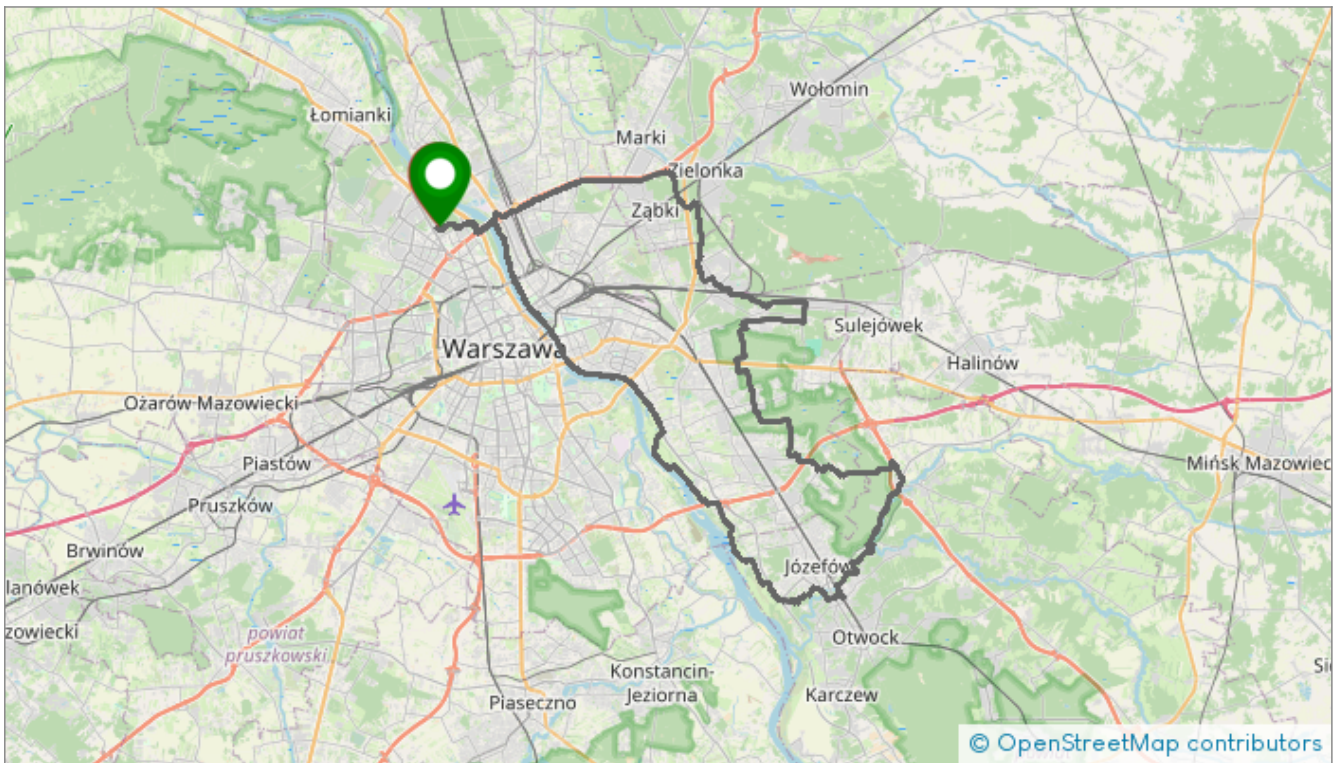 Wołomin
Łomianki
Marki
Zielonka
Ząbki
Sulejówek
Warszawa
Halinów
Ożarów Mazowiecki
Piastów
Mińsk Mazowiec
Pruszków
Brwinów
Józefów
lanówek
zowiecki
powiat
pruszkowski
Otwock
Konstancin-
Jeziorna
Karczew
Piaseczno
© OpenStreetMap contributors